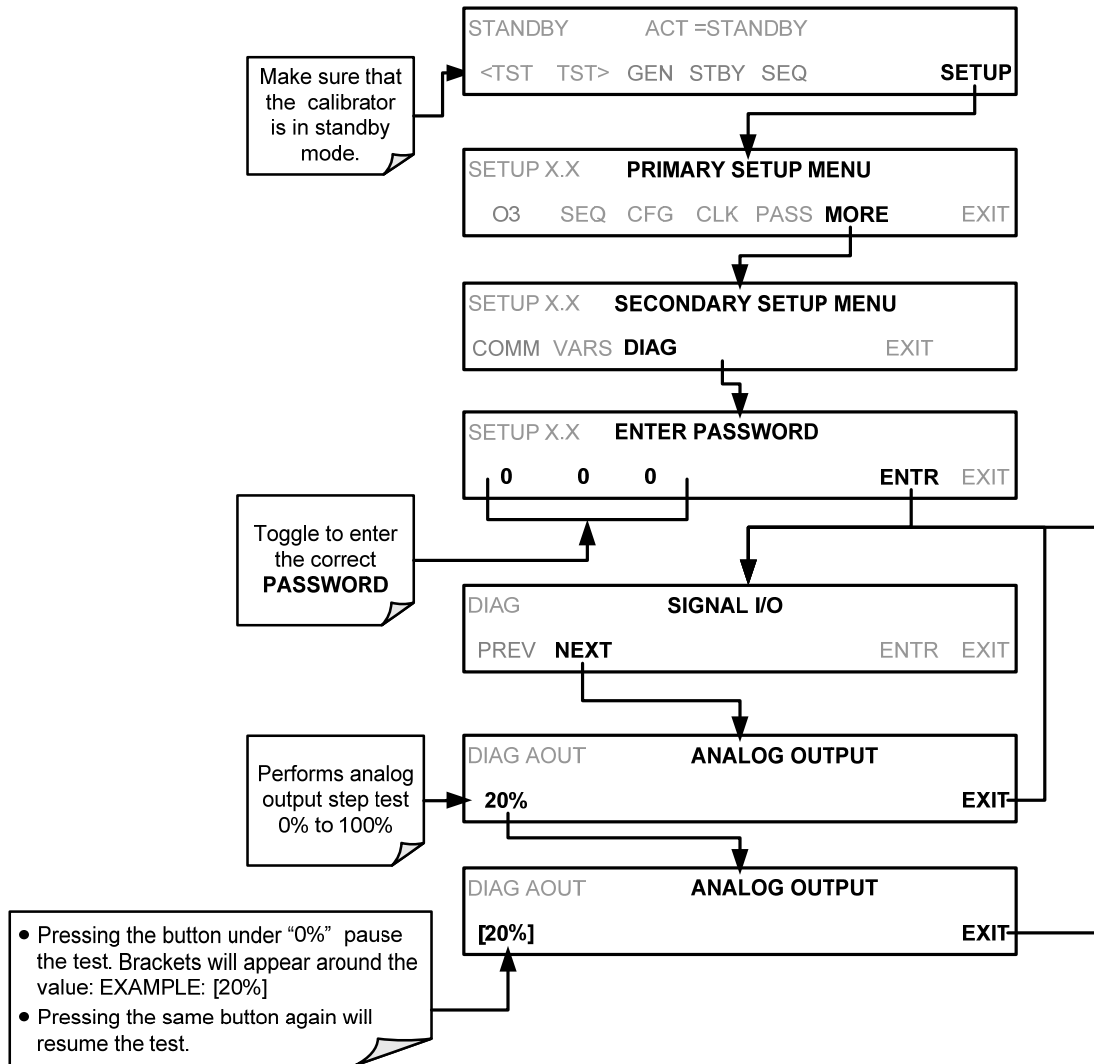 STANDBY ACT =STANDBY
<TST TST> GEN STBY SEQ SETUP
Make sure that
the calibrator
is in standby
mode.
SETUP X.X PRIMARY SETUP MENU
O3 SEQ CFG CLK PASS MORE EXIT
SETUP X.X SECONDARY SETUP MENU
COMM VARS DIAG EXIT
SETUP X.X ENTER PASSWORD
0 0 0 ENTR EXIT
Toggle to enter
the correct
PASSWORD
DIAG SIGNAL I/O
PREV NEXT ENTR EXIT
DIAG AOUT ANALOG OUTPUT
20% EXIT
Performs analog
output step test
0% to 100%
DIAG AOUT ANALOG OUTPUT
[20%] EXIT
• Pressing the button under “0%” pause
the test. Brackets will appear around the
value: EXAMPLE: [20%]
• Pressing the same button again will
resume the test.